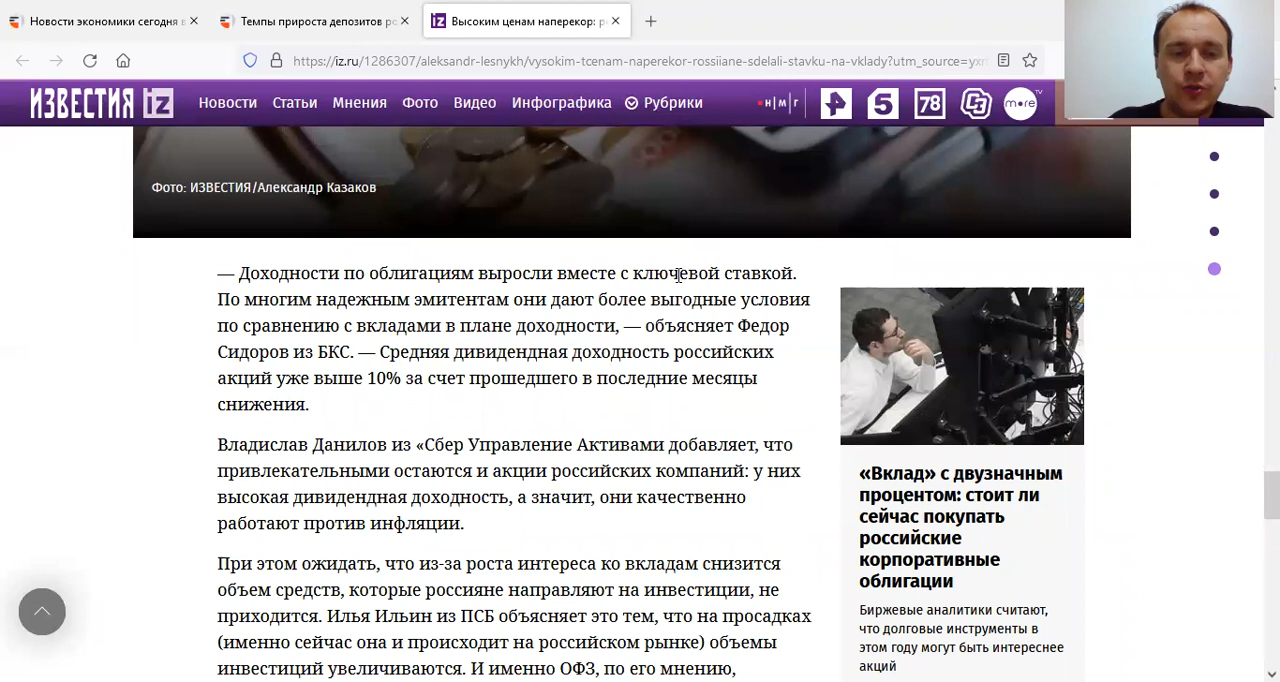 Новости экономики сегодня в
Темпы прироста депозитов ро
iz Высоким ценам наперекор: р
https://iz.ru/1286307/aleksandr-lesnykh/vysokim-tcenam-naperekor-rossiiane-sdelali-stavku-na-vklady?utm_source=yxn
ИЗВЕСТИЯ iz Новости Статьи Мнения Фото Видео Инфографика Рубрики н|м|г 5 78 more TV
Фото: ИЗВЕСТИЯ/Александр Казаков
— Доходности по облигациям выросли вместе с ключевой ставкой.
По многим надежным эмитентам они дают более выгодные условия
по сравнению с вкладами в плане доходности, — объясняет Федор
Сидоров из БКС. — Средняя дивидендная доходность российских
акций уже выше 10% за счет прошедшего в последние месяцы
снижения.
Владислав Данилов из «Сбер Управление Активами добавляет, что
привлекательными остаются и акции российских компаний: у них
высокая дивидендная доходность, а значит, они качественно
работают против инфляции.
При этом ожидать, что из-за роста интереса ко вкладам снизится
объем средств, которые россияне направляют на инвестиции, не
приходится. Илья Ильин из ПСБ объясняет это тем, что на просадках
(именно сейчас она и происходит на российском рынке) объемы
инвестиций увеличиваются. И именно ОФЗ, по его мнению,
«Вклад» с двузначным
процентом: стоит ли
сейчас покупать
российские
корпоративные
облигации
Биржевые аналитики считают,
что долговые инструменты в
этом году могут быть интереснее
акций